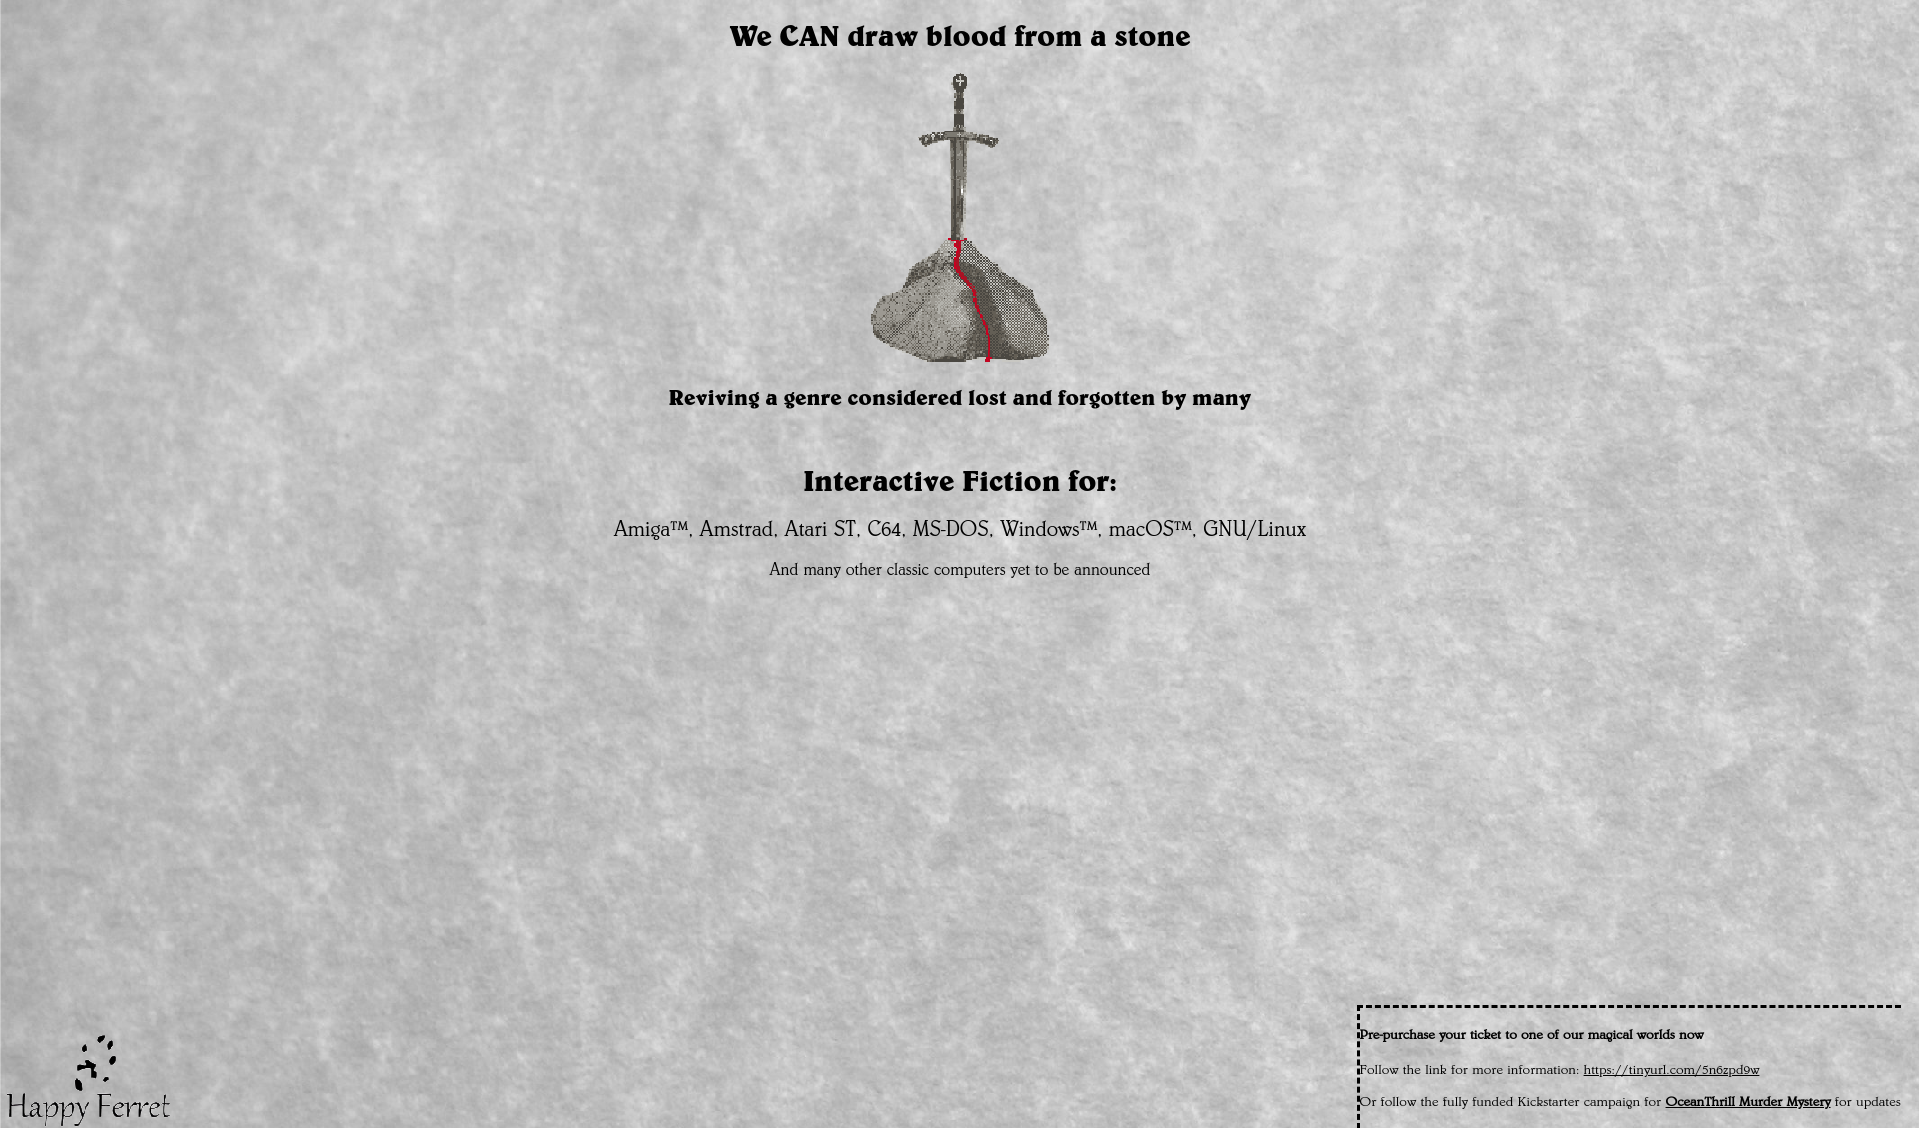 We CAN draw blood from a stone
Reviving a genre considered lost and forgotten by many
Interactive Fiction for:
Amiga™, Amstrad, Atari ST, C64, MS-DOS, Windows™, macOS™, GNU/Linux
And many other classic computers yet to be announced
Happy Ferret
Pre-purchase your ticket to one of our magical worlds now
Follow the link for more information: https://tinyurl.com/5n6zpd9w
Or follow the fully funded Kickstarter campaign for OceanThrill Murder Mystery for updates